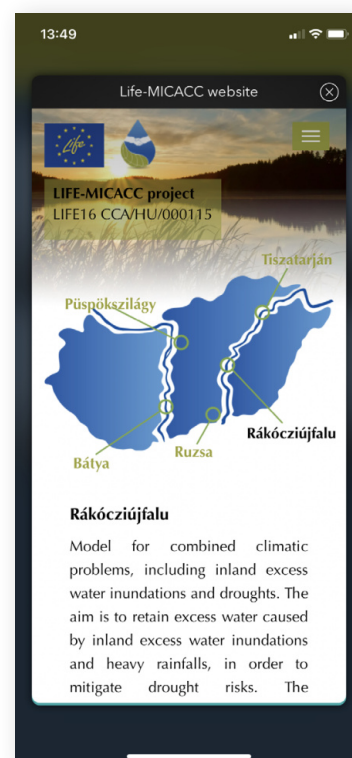 13:49
Life-MICACC website
Life
LIFE-MICACC project
LIFE16 CCA/HU/000115
Tiszatarján
Püspökszilágy
Rákócziújfalu
Ruzsa
Bátya
Rákócziújfalu
Model for combined climatic
problems, including inland excess
water inundations and droughts. The
aim is to retain excess water caused
by inland excess water inundations
and heavy rainfalls, in order to
mitigate drought risks. The